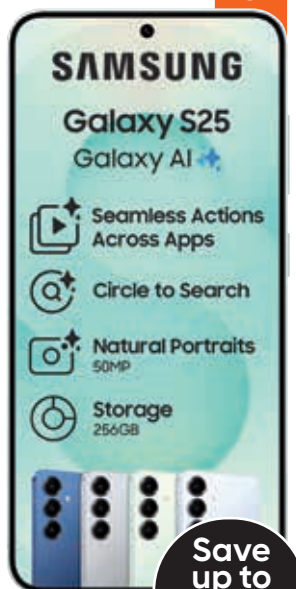 SAMSUNG
Galaxy S25
Galaxy AI
Seamless Actions
Across Apps
Circle to Search
Natural Portraits
50MP
Storage
256GB
Save
up to